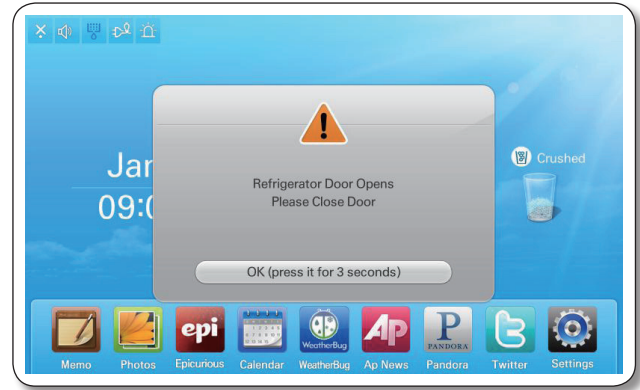 Jan
09:0
Crushed
Refrigerator Door Opens
Please Close Door
OK (press it for 3 seconds)
epi
WeatherBug
AP
P
PANDORA
Memo
Photos
Epicurious
Calendar
WeatherBug
Ap News
Pandora
Twitter
Settings